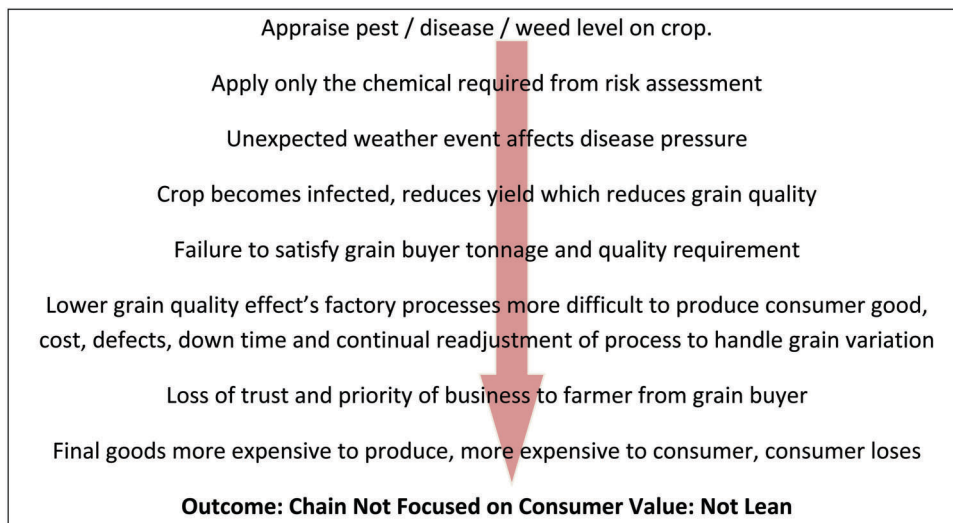 Appraise pest / disease / weed level on crop.
Apply only the chemical required from risk assessment
Unexpected weather event affects disease pressure
Crop becomes infected, reduces yield which reduces grain quality
Failure to satisfy grain buyer tonnage and quality requirement
Lower grain quality effect's factory processes more difficult to produce consumer good,
cost, defects, down time and continual readjustment of process to handle grain variation
Loss of trust and priority of business to farmer from grain buyer
Final goods more expensive to produce, more expensive to consumer, consumer loses
Outcome: Chain Not Focused on Consumer Value: Not Lean